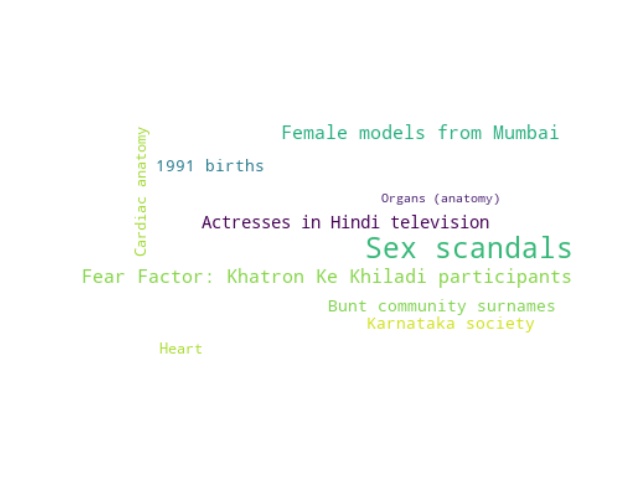 Female models from Mumbai
Cardiac anatomy
1991 births
Organs (anatomy)
Actresses in Hindi television
Sex scandals
Fear Factor: Khatron Ke Khiladi participants
Bunt community surnames
Karnataka society
Heart